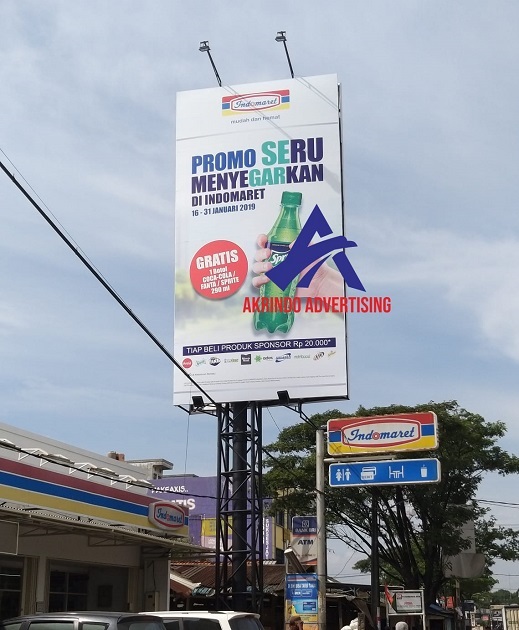 Indomaret
mudah dan hemat
PROMO SERU
MENYEGARKAN
DI INDOMARET
16 - 31 JANUARI 2019
GRATIS
1 Botol
COCA-COLA /
FANTA / SPRITE
250 ml
AKRINDO ADVERTISING
TIAP BELI PRODUK SPONSOR Rp 20.000*
Indomaret
Indomaret
ATM